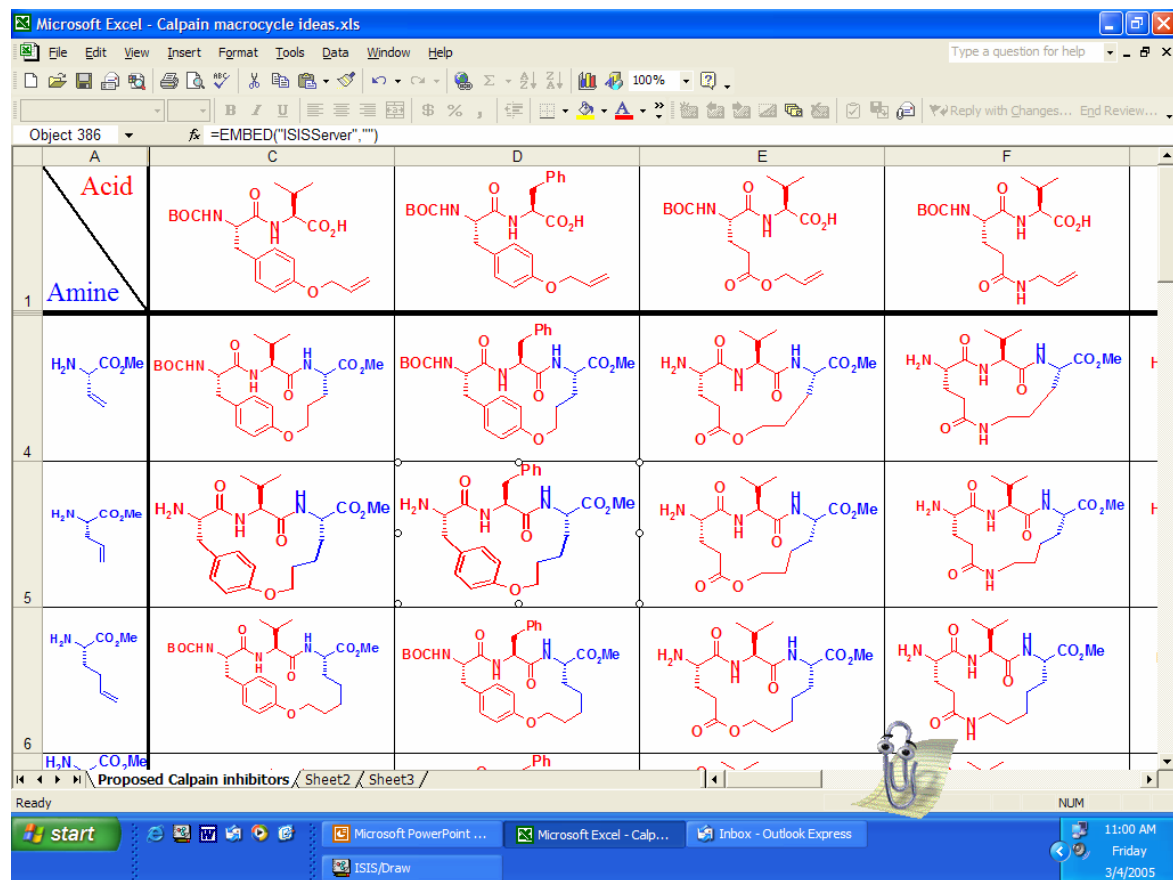 Microsoft Excel - Calpain macrocycle ideas.xls
File Edit View Insert Format Tools Data Window Help Type a question for help
100%
B I U $ % , A Reply with Changes... End Review...
Object 386 fx =EMBED("ISISServer","")
A C D E F
Acid
Amine
1
BOCHN O N H CO2H O
BOCHN O N H Ph CO2H O
BOCHN O N H CO2H O O
BOCHN O N H CO2H O N H
4
H2N CO2Me
BOCHN O N H O H N CO2Me O
BOCHN O N H Ph O H N CO2Me O
H2N O N H O H N CO2Me O O
H2N O N H O H N CO2Me O N H
5
H2N CO2Me
H2N O N H O H N CO2Me O
H2N O N H Ph O H N CO2Me O
H2N O N H O H N CO2Me O O
H2N O N H O H N CO2Me O N H
6
H2N CO2Me
BOCHN O N H O H N CO2Me O
BOCHN O N H Ph O H N CO2Me O
H2N O N H O H N CO2Me O O
H2N O N H O H N CO2Me O N H
H2N CO2Me Ph
Proposed Calpain inhibitors Sheet2 Sheet3
Ready NUM
start Microsoft PowerPoint ... Microsoft Excel - Calp... Inbox - Outlook Express 11:00 AM
Friday
ISIS/Draw 3/4/2005